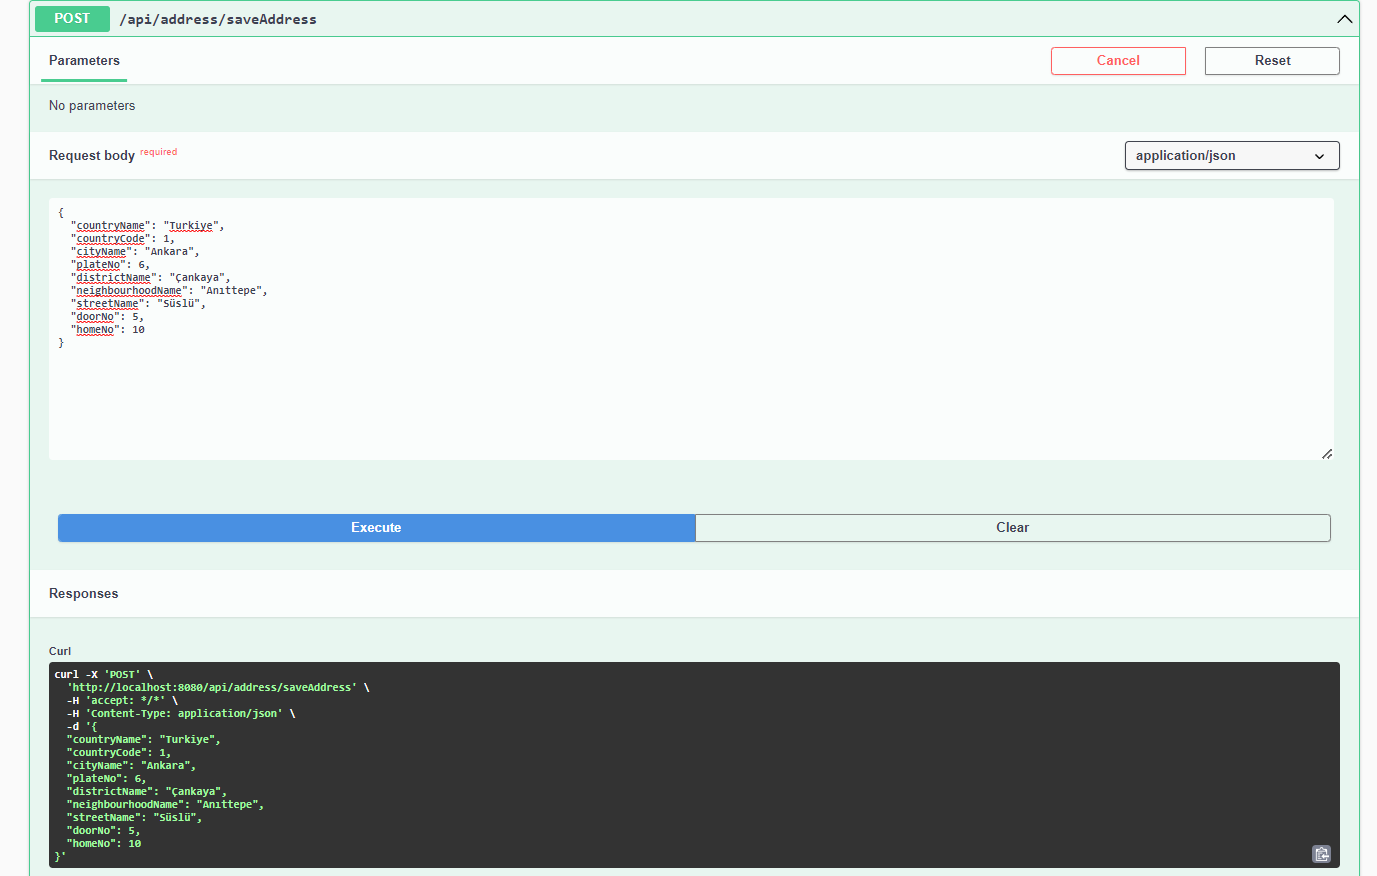 POST /api/address/saveAddress
Parameters
Cancel
Reset
No parameters
Request body required
application/json
{
  "countryName": "Turkiye",
  "countryCode": 1,
  "cityName": "Ankara",
  "plateNo": 6,
  "districtName": "Çankaya",
  "neighbourhoodName": "Anıttepe",
  "streetName": "Süslü",
  "doorNo": 5,
  "homeNo": 10
}
Execute
Clear
Responses
Curl
curl -X 'POST' \
  'http://localhost:8080/api/address/saveAddress' \
  -H 'accept: */*' \
  -H 'Content-Type: application/json' \
  -d '{
  "countryName": "Turkiye",
  "countryCode": 1,
  "cityName": "Ankara",
  "plateNo": 6,
  "districtName": "Çankaya",
  "neighbourhoodName": "Anıttepe",
  "streetName": "Süslü",
  "doorNo": 5,
  "homeNo": 10
}'